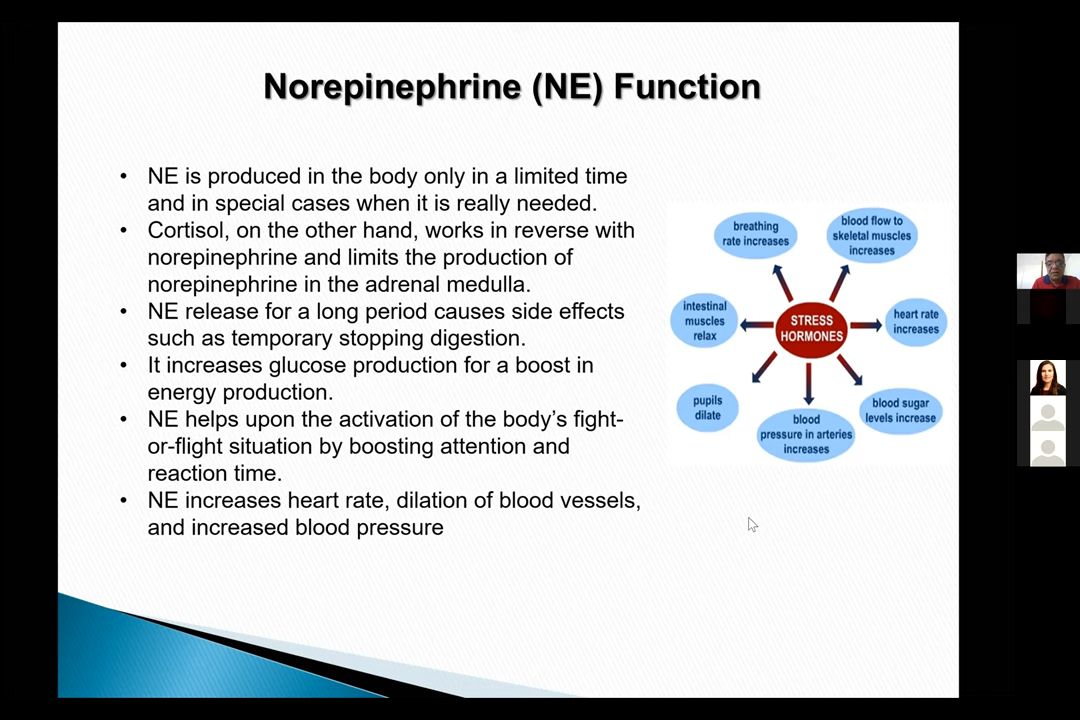 Norepinephrine (NE) Function
• NE is produced in the body only in a limited time
and in special cases when it is really needed.
• Cortisol, on the other hand, works in reverse with
norepinephrine and limits the production of
norepinephrine in the adrenal medulla.
• NE release for a long period causes side effects
such as temporary stopping digestion.
• It increases glucose production for a boost in
energy production.
• NE helps upon the activation of the body’s fight-
or-flight situation by boosting attention and
reaction time.
• NE increases heart rate, dilation of blood vessels,
and increased blood pressure
breathing
rate increases
blood flow to
skeletal muscles
increases
intestinal
muscles
relax
STRESS
HORMONES
heart rate
increases
pupils
dilate
blood
pressure in arteries
increases
blood sugar
levels increase